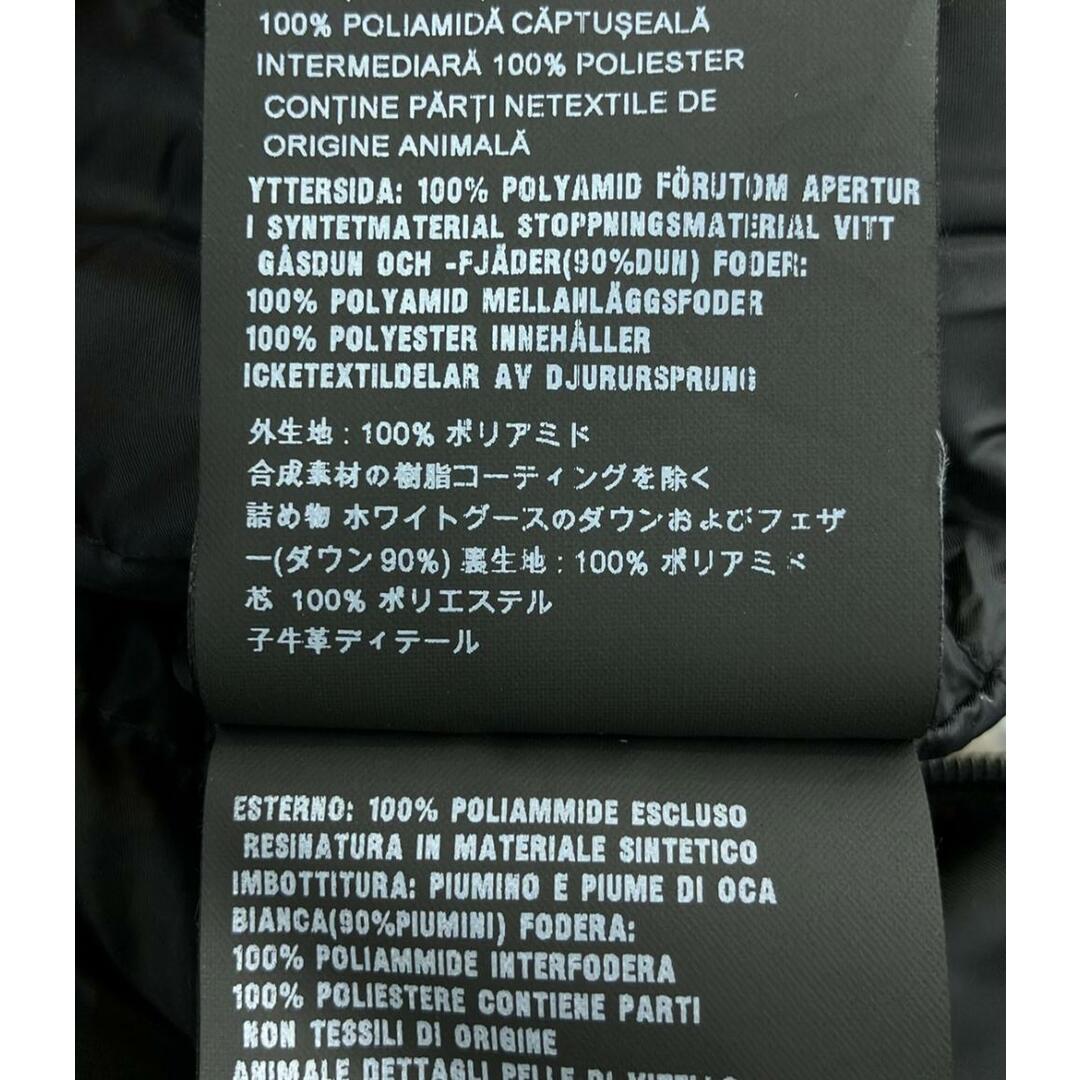 100% POLIAMIDĂ CĂPTUȘEALĂ
INTERMEDIARĂ 100% POLIESTER
CONȚINE PĂRȚI NETEXTILE DE
ORIGINE ANIMALĂ
YTTERSIDA: 100% POLYAMID FÖRUTOM APERTUR
I SYNTETMATERIAL STOPPNINGSMATERIAL VITT
GÅSDUN OCH -FJÄDER(90%DUN) FODER:
100% POLYAMID MELLANLÄGGSFODER
100% POLYESTER INNEHÅLLER
ICKETEXTILDELAR AV DJURURSPRUNG
外生地 : 100% ポリアミド
合成素材の樹脂コーティングを除く
詰め物 ホワイトグースのダウンおよびフェザ
ー(ダウン 90%) 裏生地 : 100% ポリアミド
芯 100% ポリエステル
子牛革ディテール
ESTERNO: 100% POLIAMMIDE ESCLUSO
RESINATURA IN MATERIALE SINTETICO
IMBOTTITURA: PIUMINO E PIUME DI OCA
BIANCA(90%PIUMINI) FODERA:
100% POLIAMMIDE INTERFODERA
100% POLIESTERE CONTIENE PARTI
NON TESSILI DI ORIGINE
ANIMALE DETTAGLI PELLE DI VITELLO